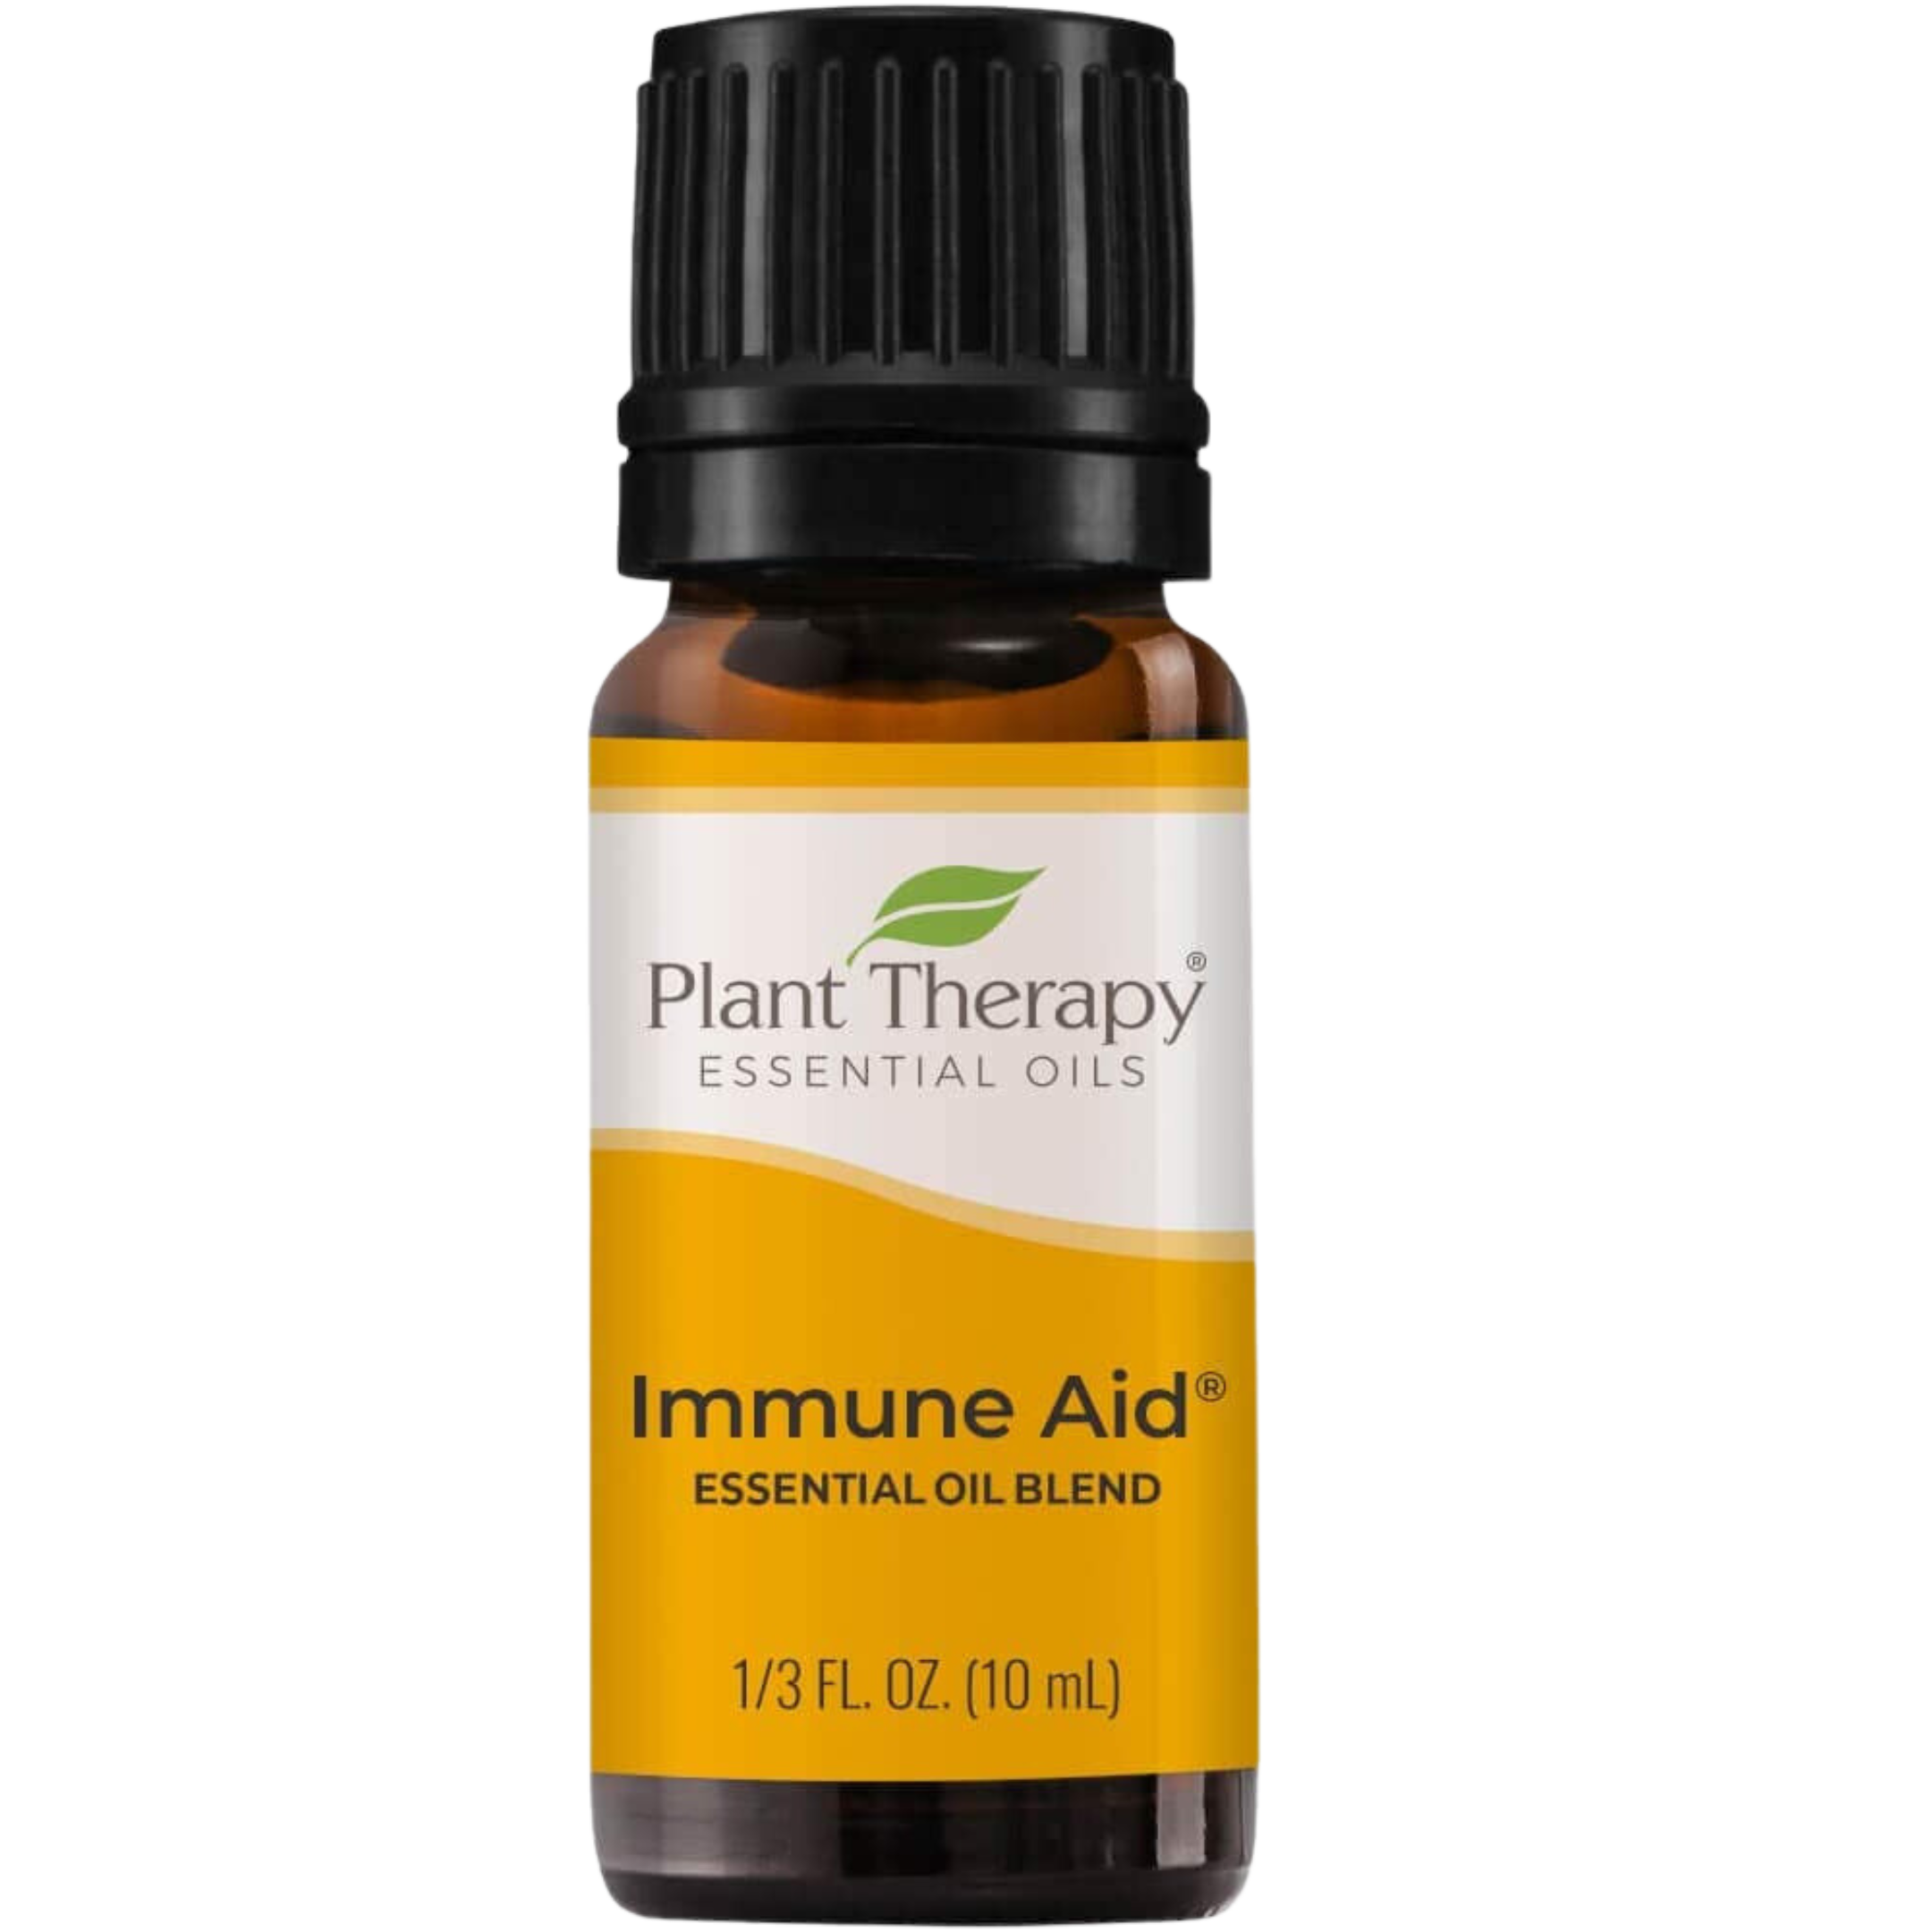 Plant Therapy®
ESSENTIAL OILS
Immune Aid®
ESSENTIAL OIL BLEND
1/3 FL. OZ. (10 mL)